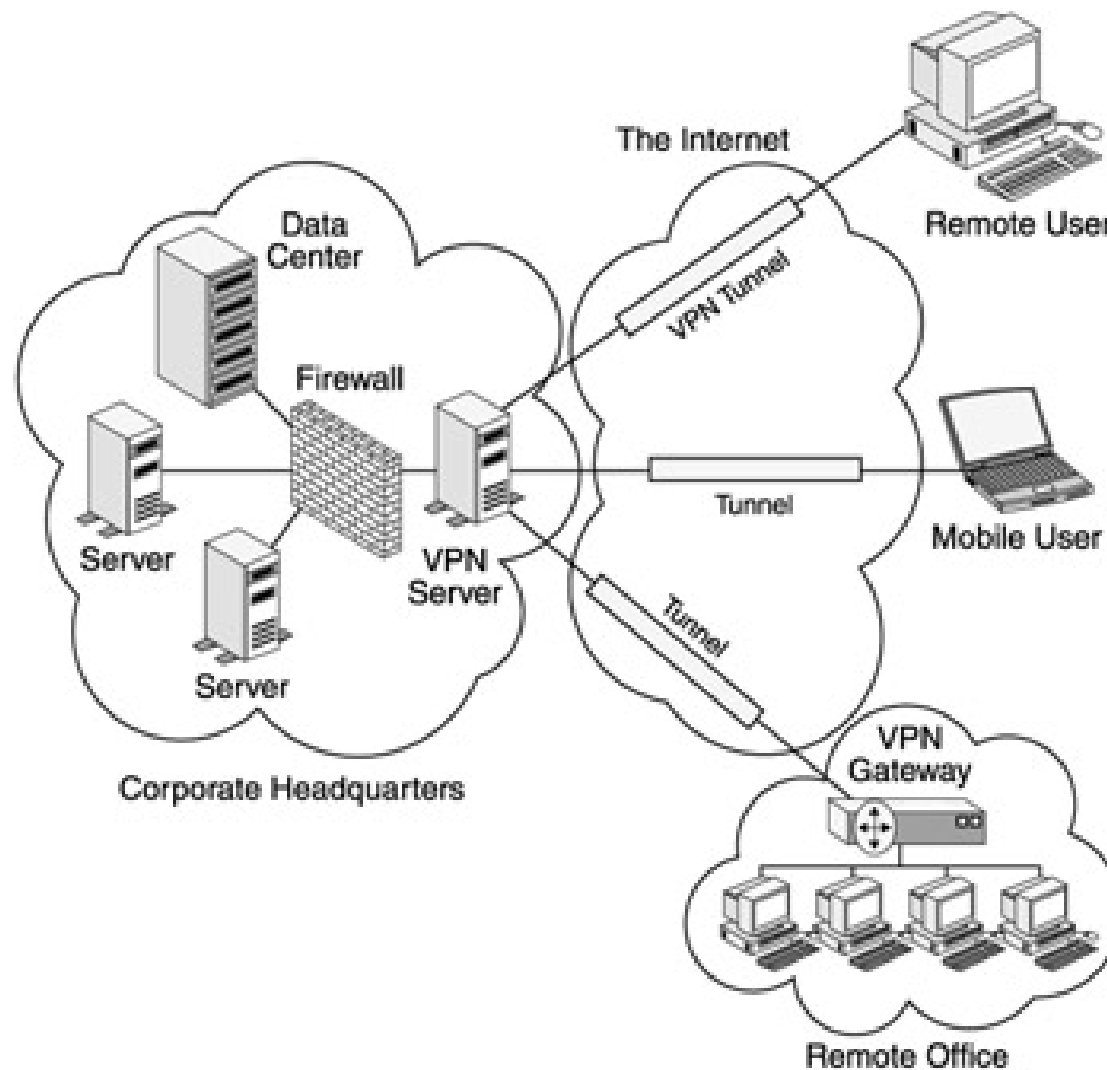 The Internet
Remote User
Data
Center
VPN Tunnel
Firewall
Server
VPN
Server
Tunnel
Mobile User
Server
Tunnel
Corporate Headquarters
VPN
Gateway
Remote Office